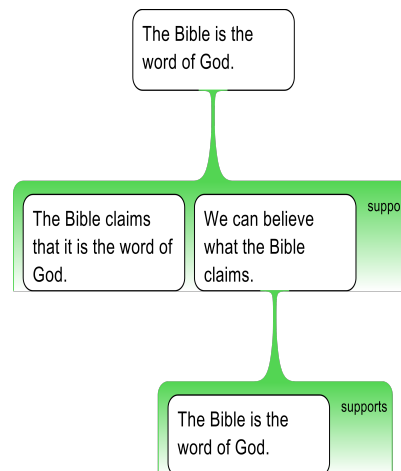 The Bible is the
word of God.
The Bible claims
that it is the word of
God.
We can believe
what the Bible
claims.
suppo
The Bible is the
word of God.
supports